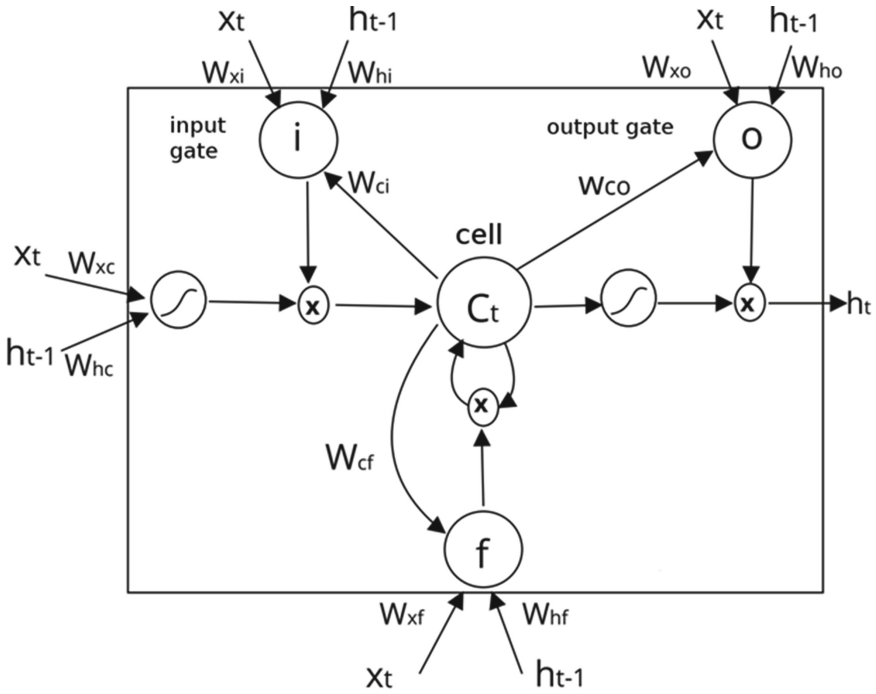 xt ht-1 xt ht-1
Wxi Whi Wxo Who
input
gate
i
output gate
o
Wci
wco
cell
xt Wxc
x
Ct
x
ht
ht-1 Whc
x
Wcf
f
Wxf Whf
xt ht-1